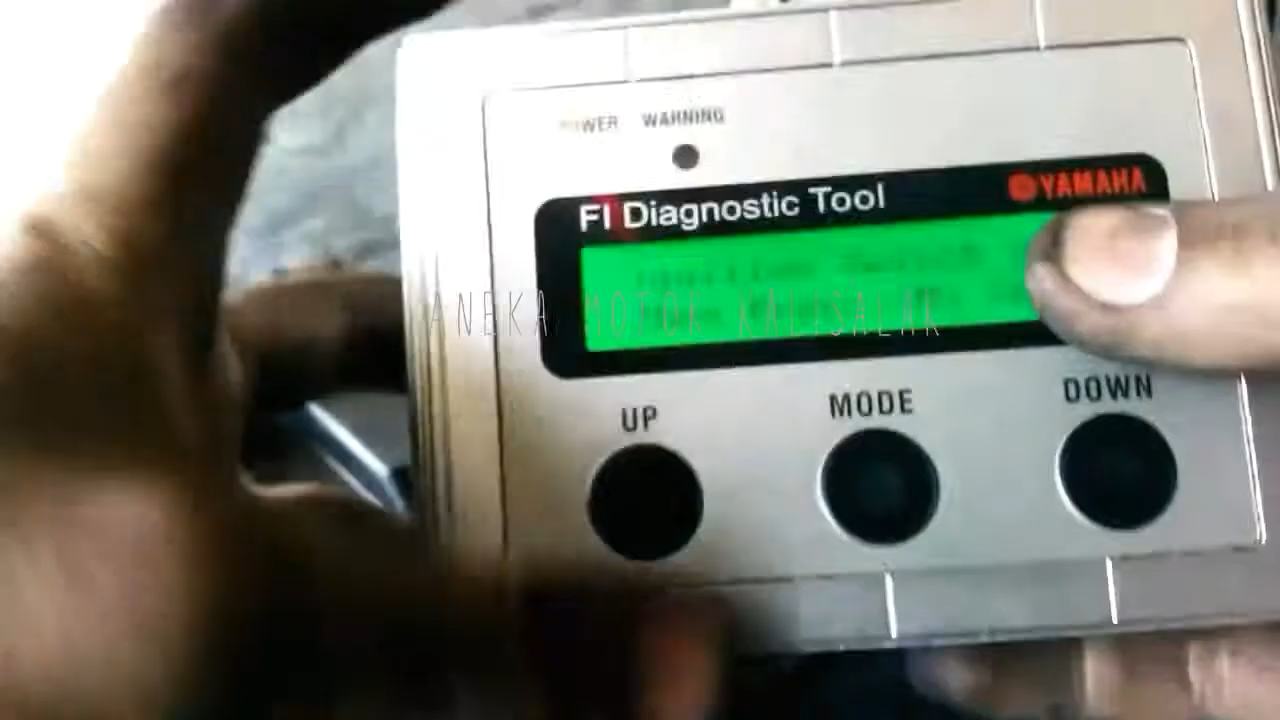 POWER WARNING
FI Diagnostic Tool
YAMAHA
ANEKA MOTOR KALISALAK
UP
MODE
DOWN